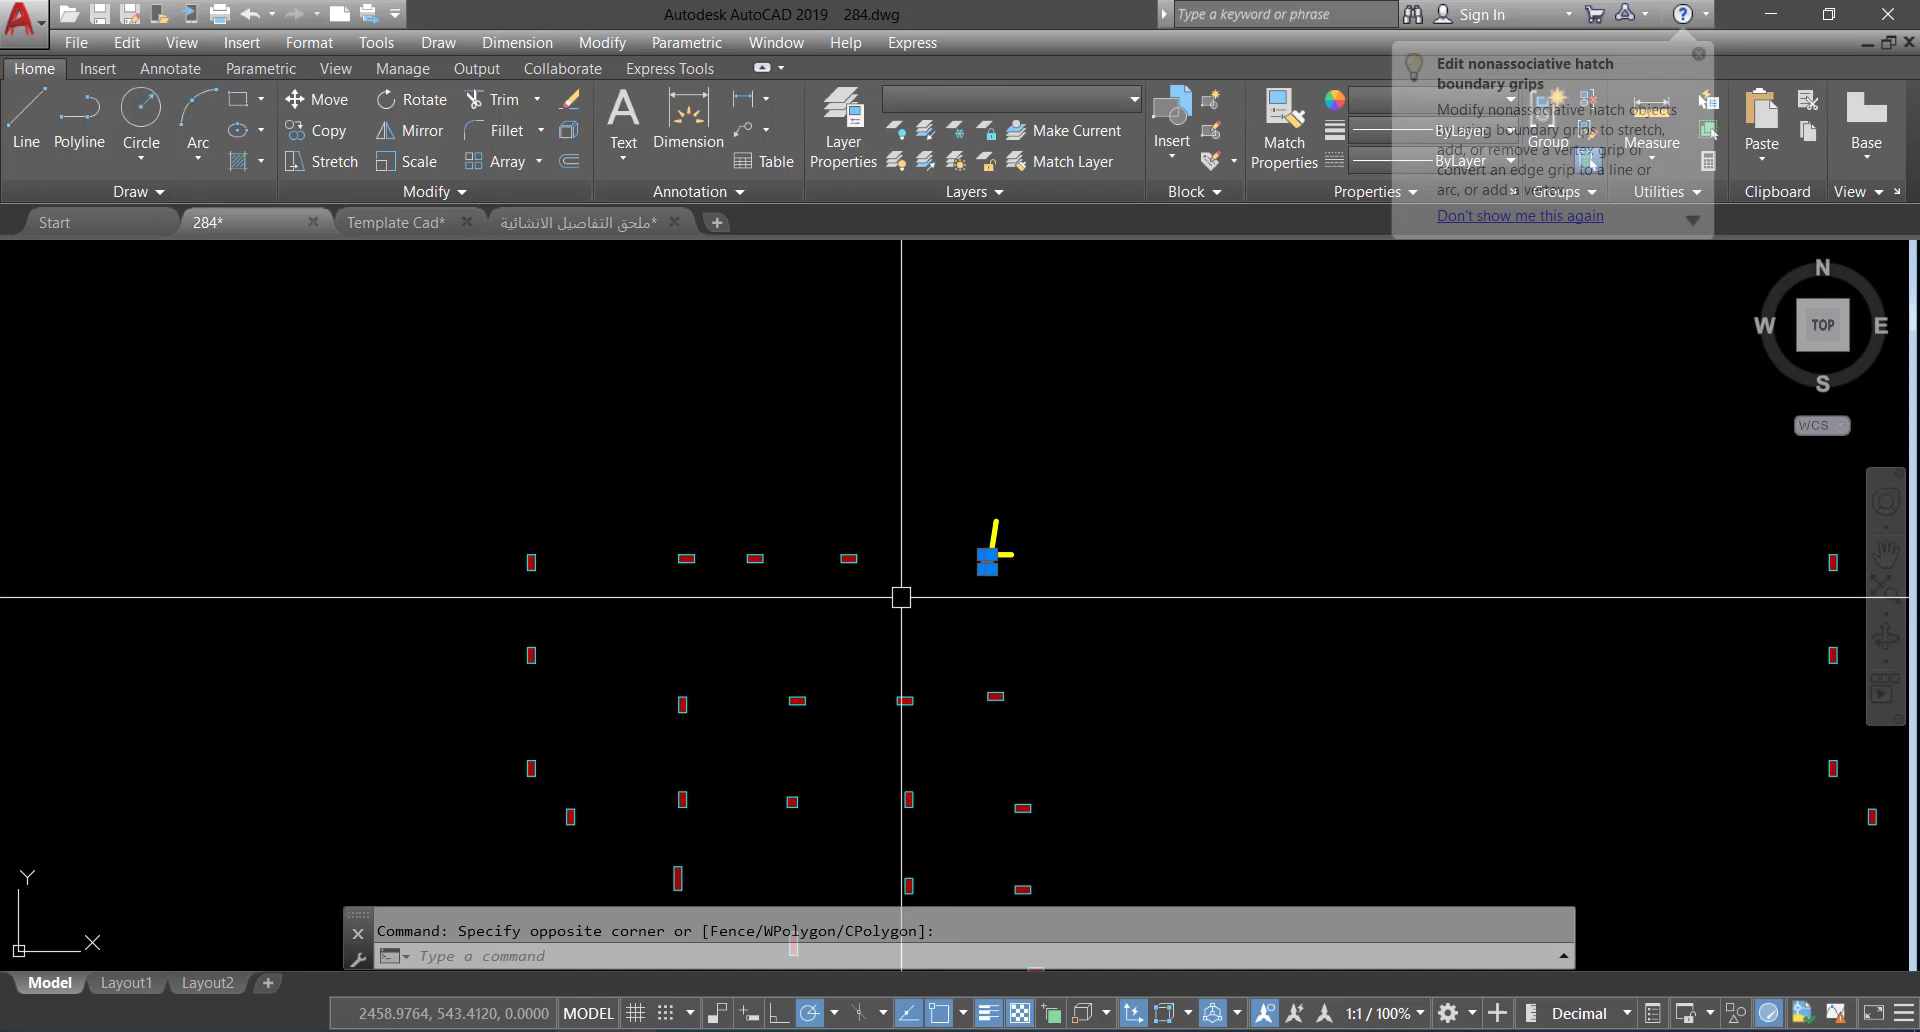 Autodesk AutoCAD 2019 284.dwg
Type a keyword or phrase
Sign In
File Edit View Insert Format Tools Draw Dimension Modify Parametric Window Help Express
Home Insert Annotate Parametric View Manage Output Collaborate Express Tools
Line
Polyline
Circle
Arc
Draw
Move
Rotate
Trim
Copy
Mirror
Fillet
Stretch
Scale
Array
Modify
Text
Dimension
Table
Annotation
Layer
Properties
Make Current
Match Layer
Layers
Insert
Block
Match
Properties
ByLayer
ByLayer
Properties
Group
Groups
Measure
Utilities
Paste
Clipboard
Base
View
Edit nonassociative hatch
boundary grips
Modify nonassociative hatch objects
using boundary grips to stretch,
add, or remove a vertex grip or
convert an edge grip to a line or
arc, or add a vertex.
Don't show me this again
Start
284*
Template Cad*
ملحق التفاصيل الانشائية*
N
W
TOP
E
S
WCS
Y
X
Command: Specify opposite corner or [Fence/WPolygon/CPolygon]:
Type a command
Model Layout1 Layout2
2458.9764, 543.4120, 0.0000 MODEL
1:1 / 100%
Decimal